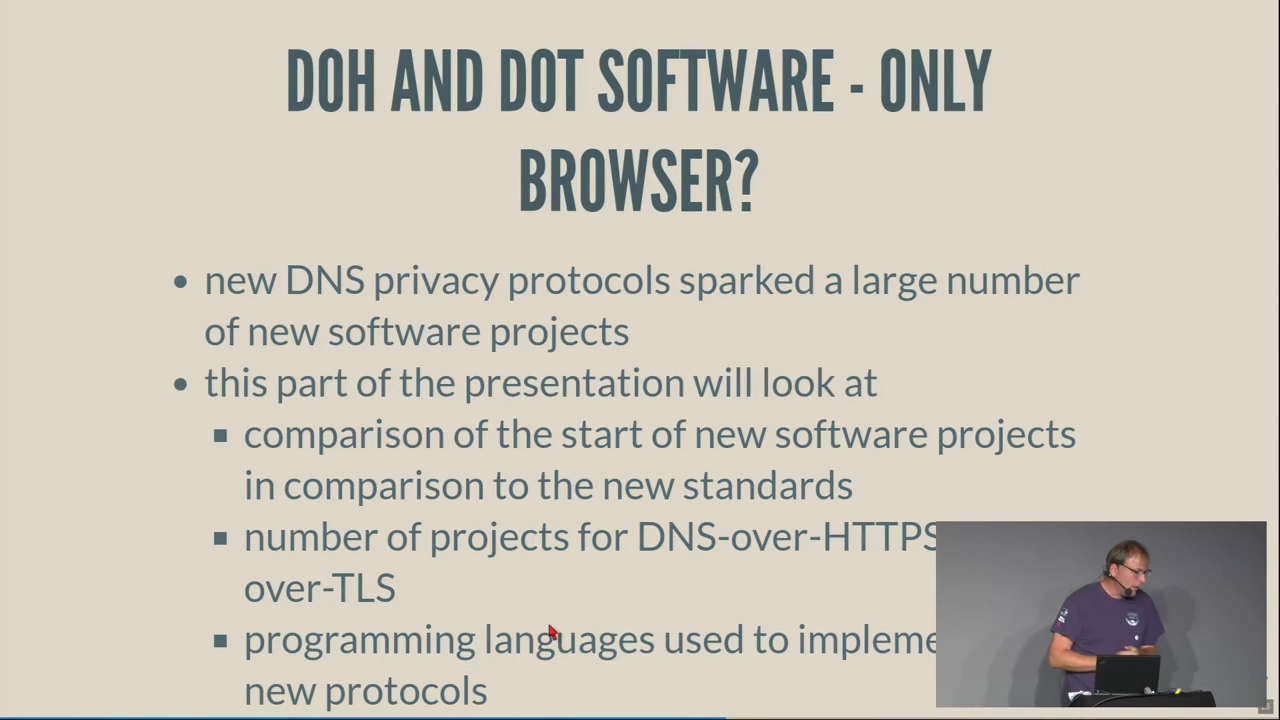 DOH AND DOT SOFTWARE - ONLY
BROWSER?
new DNS privacy protocols sparked a large number
of new software projects
this part of the presentation will look at
comparison of the start of new software projects
in comparison to the new standards
number of projects for DNS-over-HTTPS
over-TLS
programming languages used to impleme
new protocols